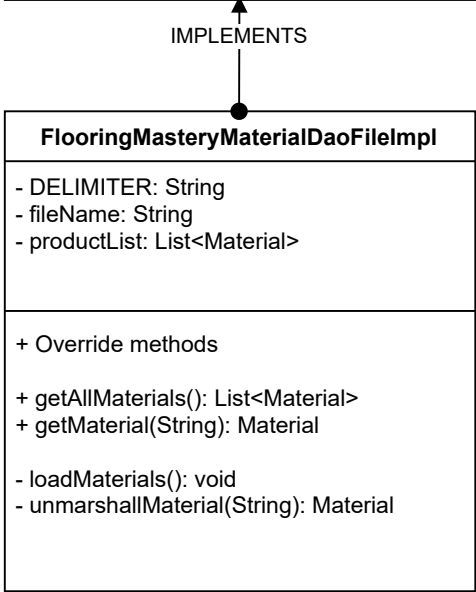 IMPLEMENTS
FlooringMasteryMaterialDaoFileImpl
- DELIMITER: String
- fileName: String
- productList: List<Material>
+ Override methods
+ getAllMaterials(): List<Material>
+ getMaterial(String): Material
- loadMaterials(): void
- unmarshallMaterial(String): Material